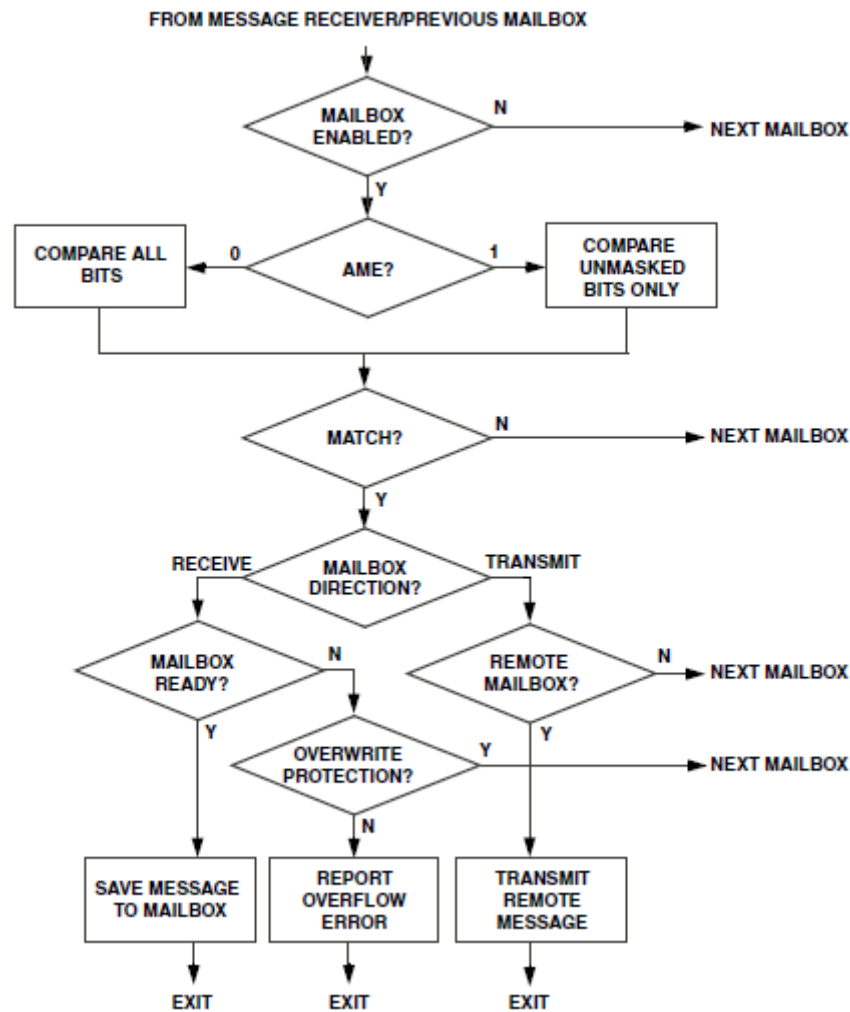 FROM MESSAGE RECEIVER/PREVIOUS MAILBOX
MAILBOX
ENABLED?
N
NEXT MAILBOX
Y
COMPARE ALL
BITS
0
AME?
1
COMPARE
UNMASKED
BITS ONLY
MATCH?
N
NEXT MAILBOX
Y
RECEIVE
MAILBOX
DIRECTION?
TRANSMIT
MAILBOX
READY?
N
REMOTE
MAILBOX?
N
NEXT MAILBOX
Y
OVERWRITE
PROTECTION?
Y
Y
NEXT MAILBOX
N
SAVE MESSAGE
TO MAILBOX
REPORT
OVERFLOW
ERROR
TRANSMIT
REMOTE
MESSAGE
EXIT
EXIT
EXIT